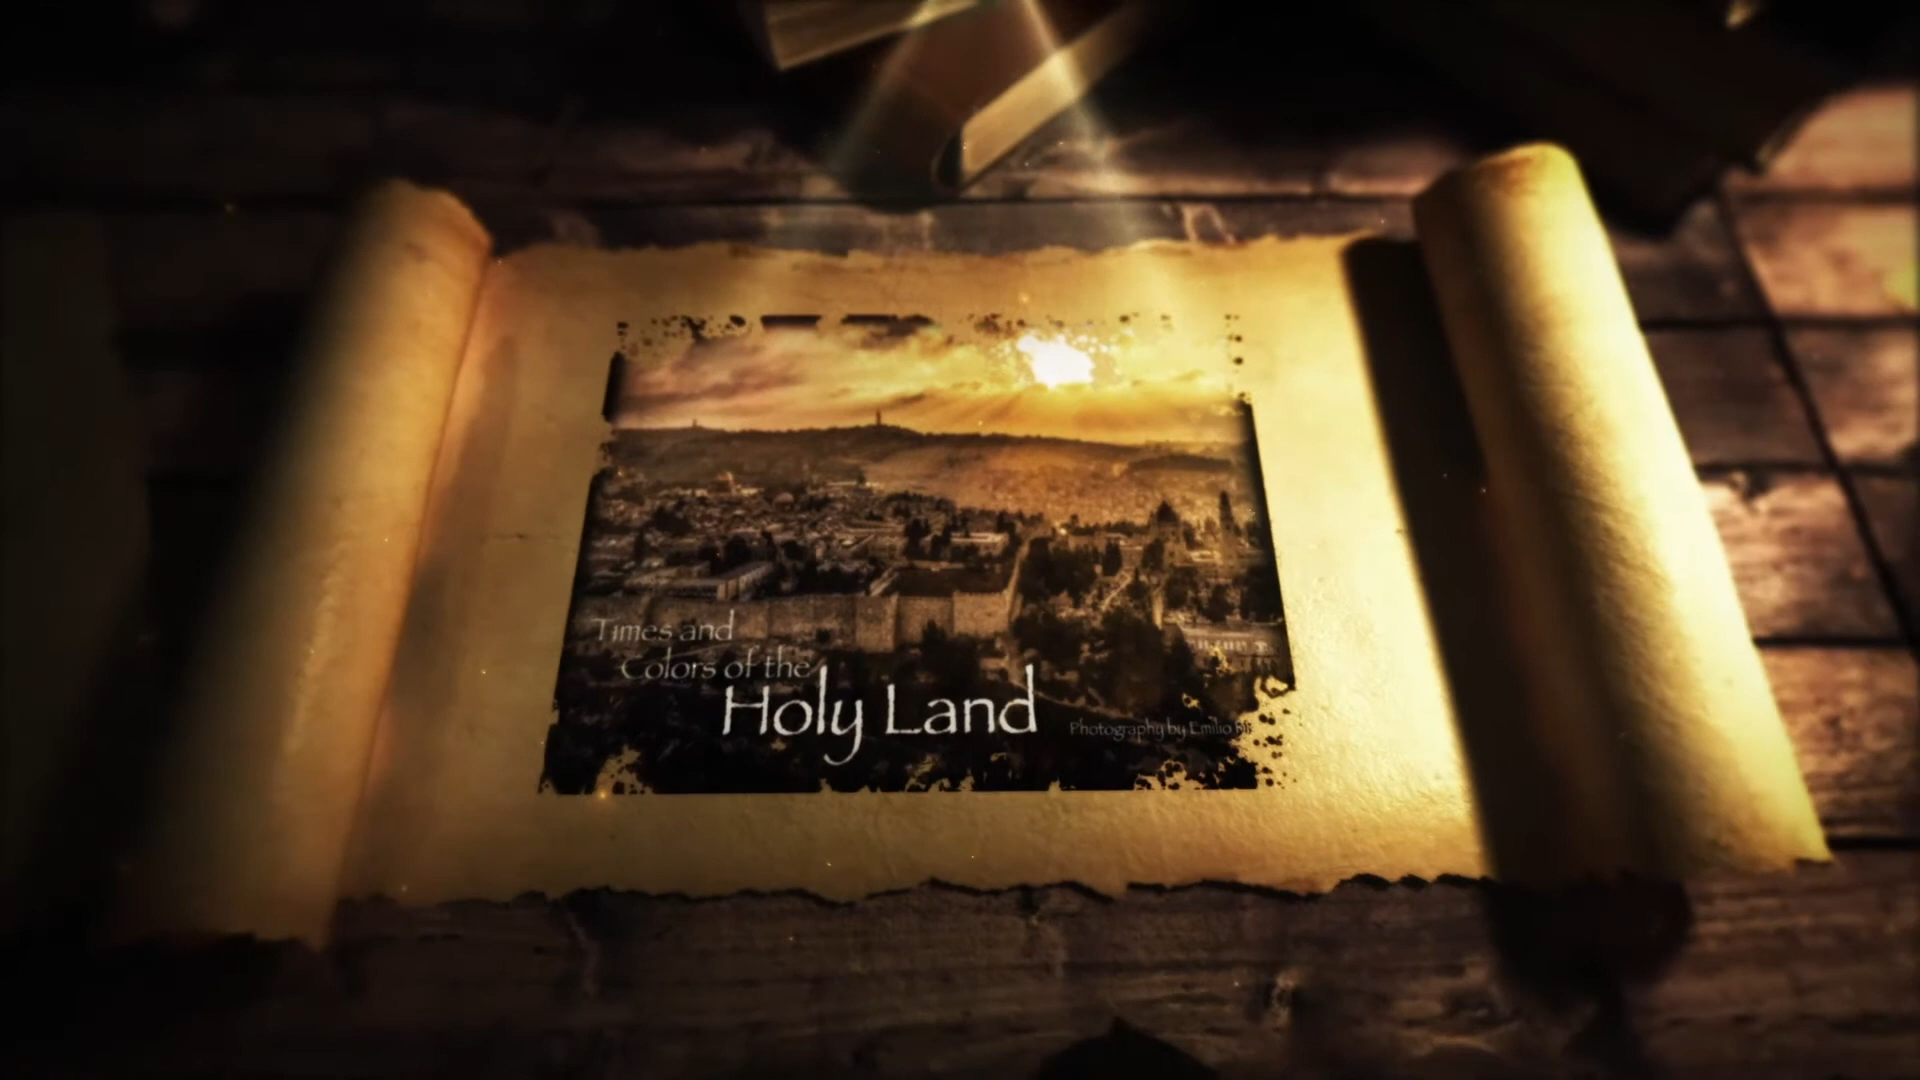 Times and
Colors of the
Holy Land
Photography by Emilio